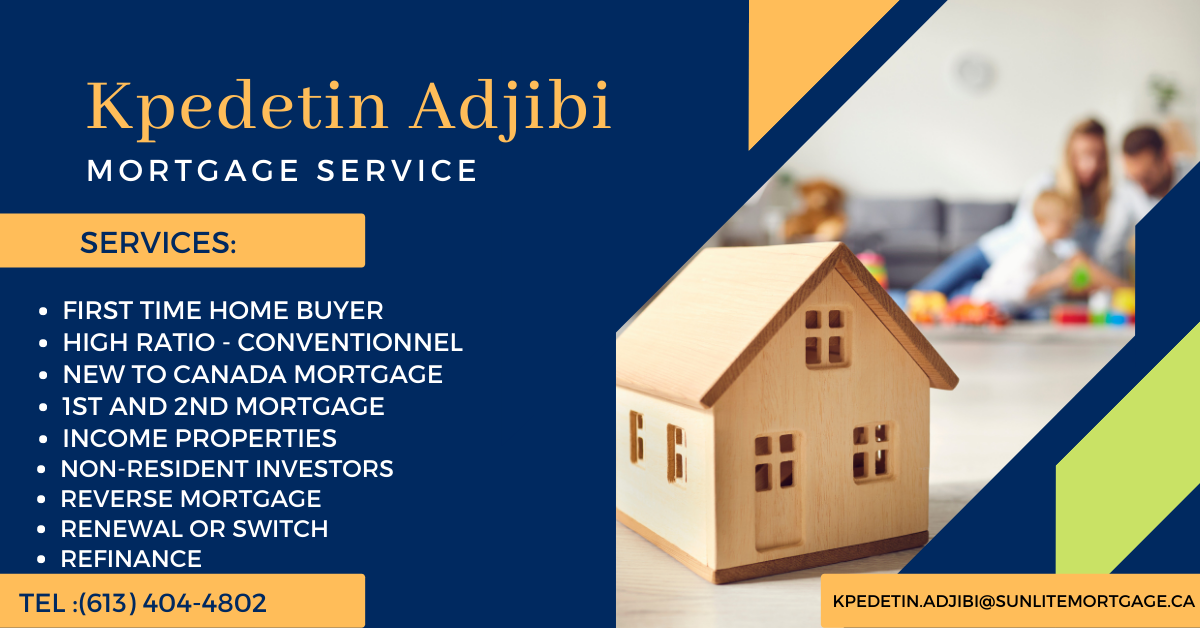 Kpedetin Adjibi
MORTGAGE SERVICE
SERVICES:
• FIRST TIME HOME BUYER
• HIGH RATIO - CONVENTIONNEL
• NEW TO CANADA MORTGAGE
• 1ST AND 2ND MORTGAGE
• INCOME PROPERTIES
• NON-RESIDENT INVESTORS
• REVERSE MORTGAGE
• RENEWAL OR SWITCH
• REFINANCE
TEL :(613) 404-4802
KPEDETIN.ADJIBI@SUNLITEMORTGAGE.CA